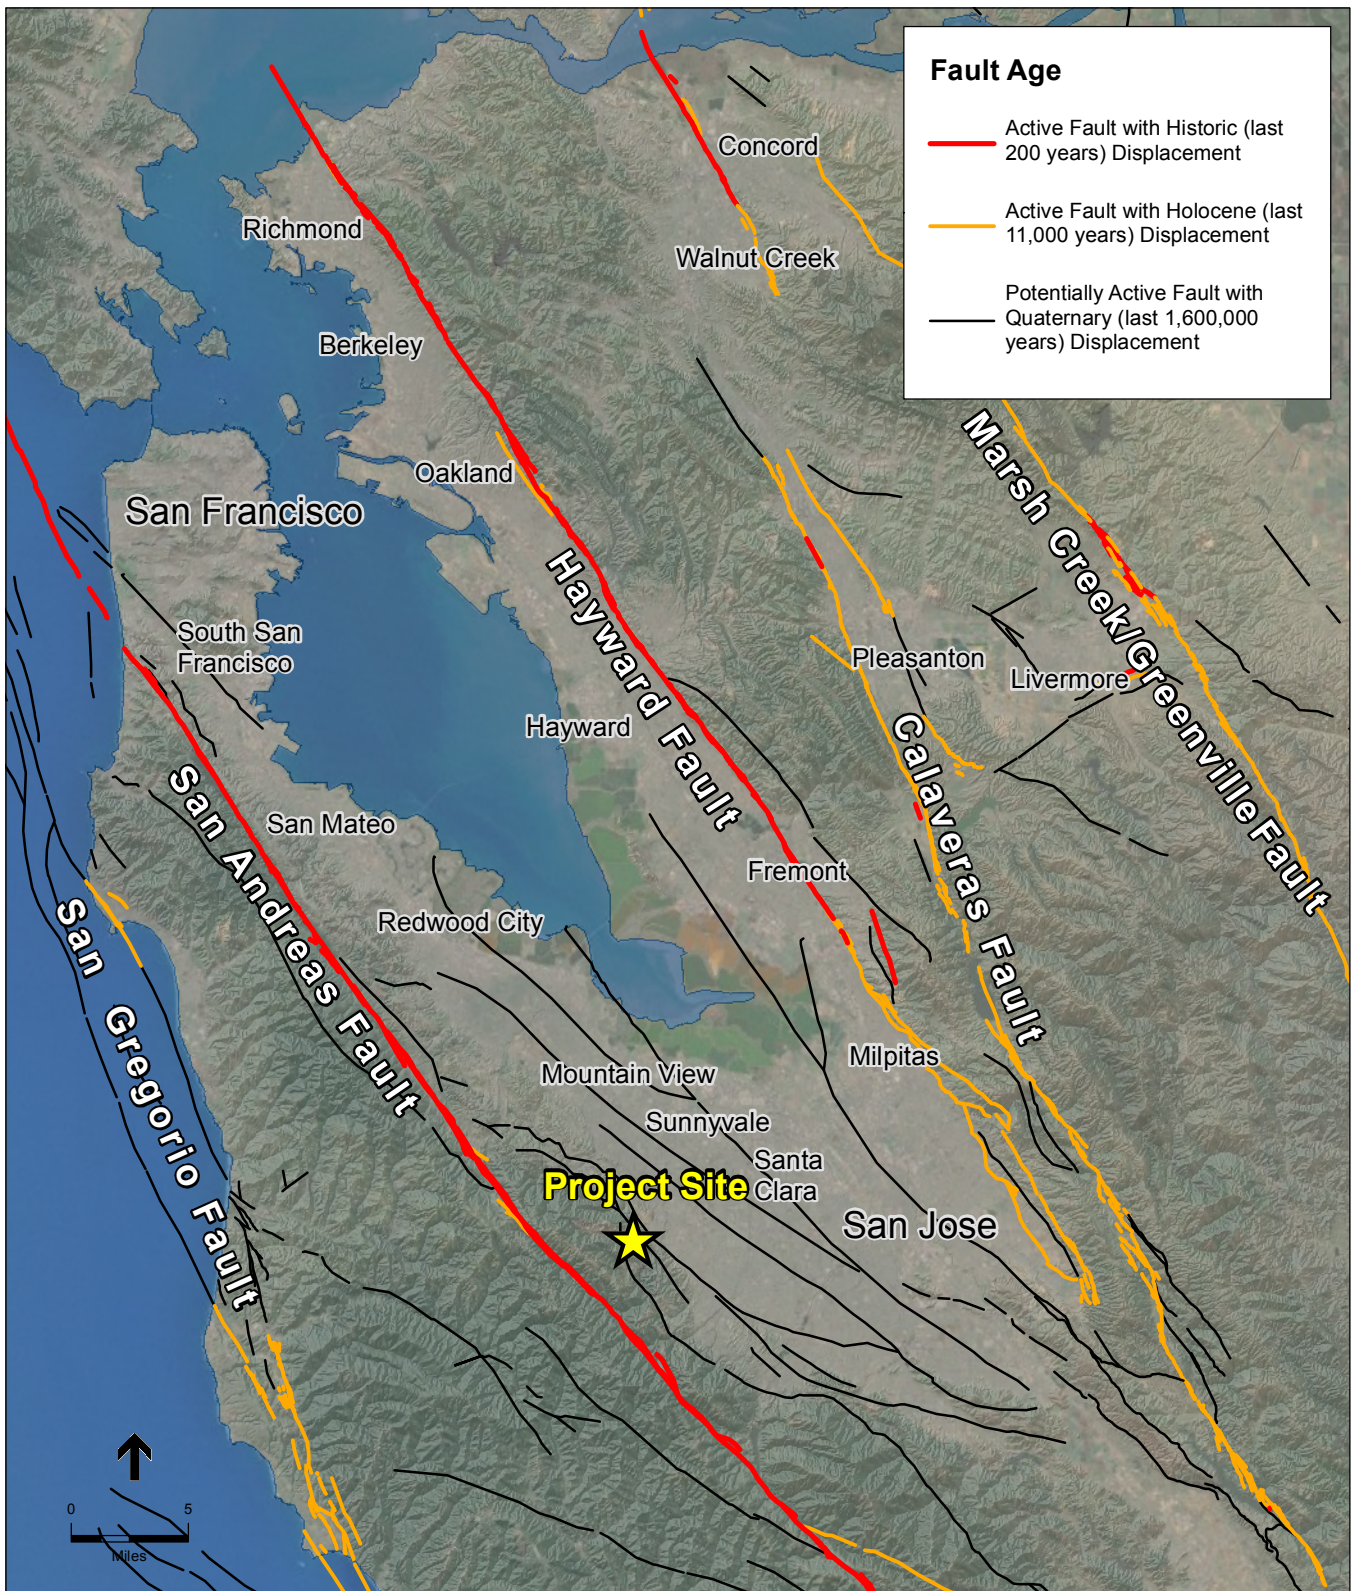 Fault Age
Active Fault with Historic (last
200 years) Displacement
Active Fault with Holocene (last
11,000 years) Displacement
Potentially Active Fault with
Quaternary (last 1,600,000
years) Displacement
Concord
Richmond
Walnut Creek
Berkeley
Oakland
San Francisco
Marsh Creek/Greenville Fault
Hayward Fault
South San
Francisco
Pleasanton
Livermore
Hayward
Calaveras Fault
San Andreas Fault
San Mateo
Fremont
San Gregorio Fault
Redwood City
Milpitas
Mountain View
Sunnyvale
Santa
Clara
Project Site
San Jose
0 5
Miles